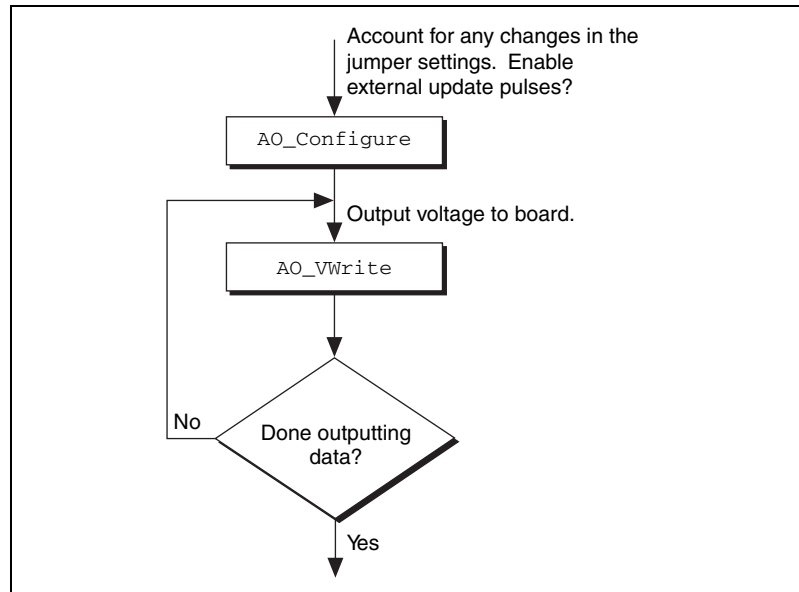 Account for any changes in the
jumper settings.  Enable
external update pulses?
AO_Configure
Output voltage to board.
AO_VWrite
No
Done outputting
data?
Yes